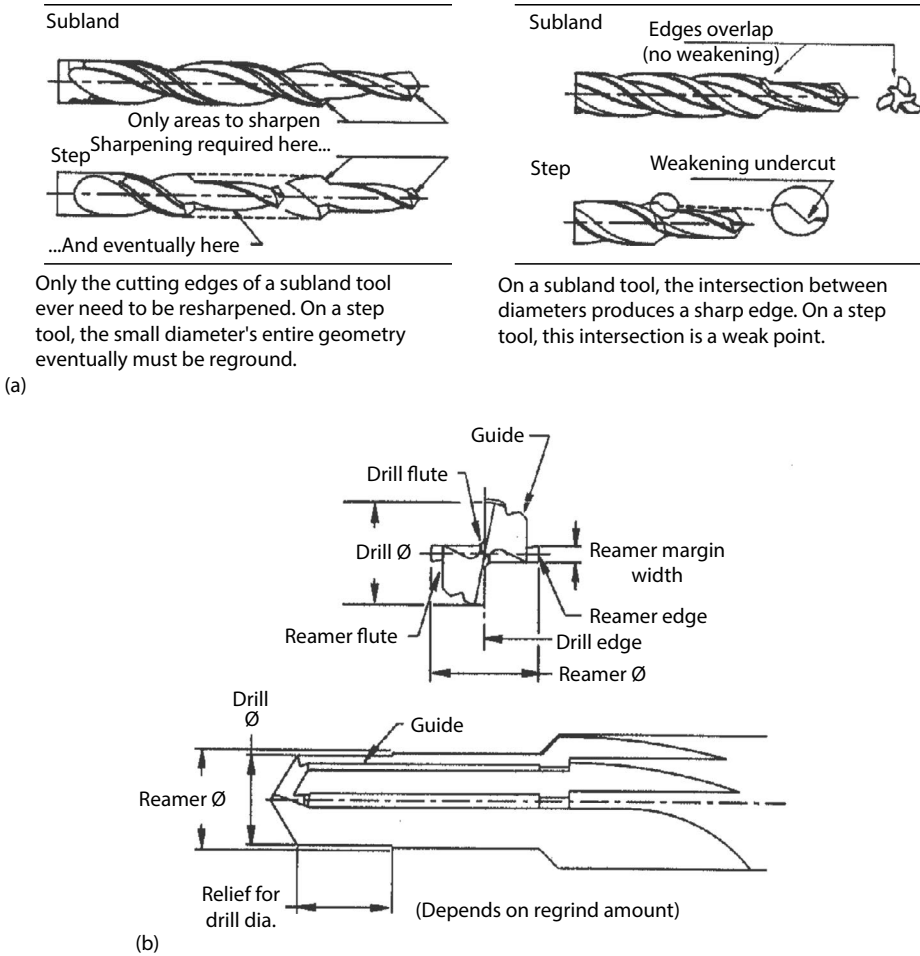 Subland
Only areas to sharpen
Sharpening required here...
Step
...And eventually here
Only the cutting edges of a subland tool
ever need to be resharpened. On a step
tool, the small diameter's entire geometry
eventually must be reground.
Subland
Edges overlap
(no weakening)
Step
Weakening undercut
On a subland tool, the intersection between
diameters produces a sharp edge. On a step
tool, this intersection is a weak point.
(a)
Guide
Drill flute
Drill Ø
Reamer margin
width
Reamer edge
Reamer flute
Drill edge
Reamer Ø
Drill
Ø
Guide
Reamer Ø
Relief for
drill dia.
(Depends on regrind amount)
(b)